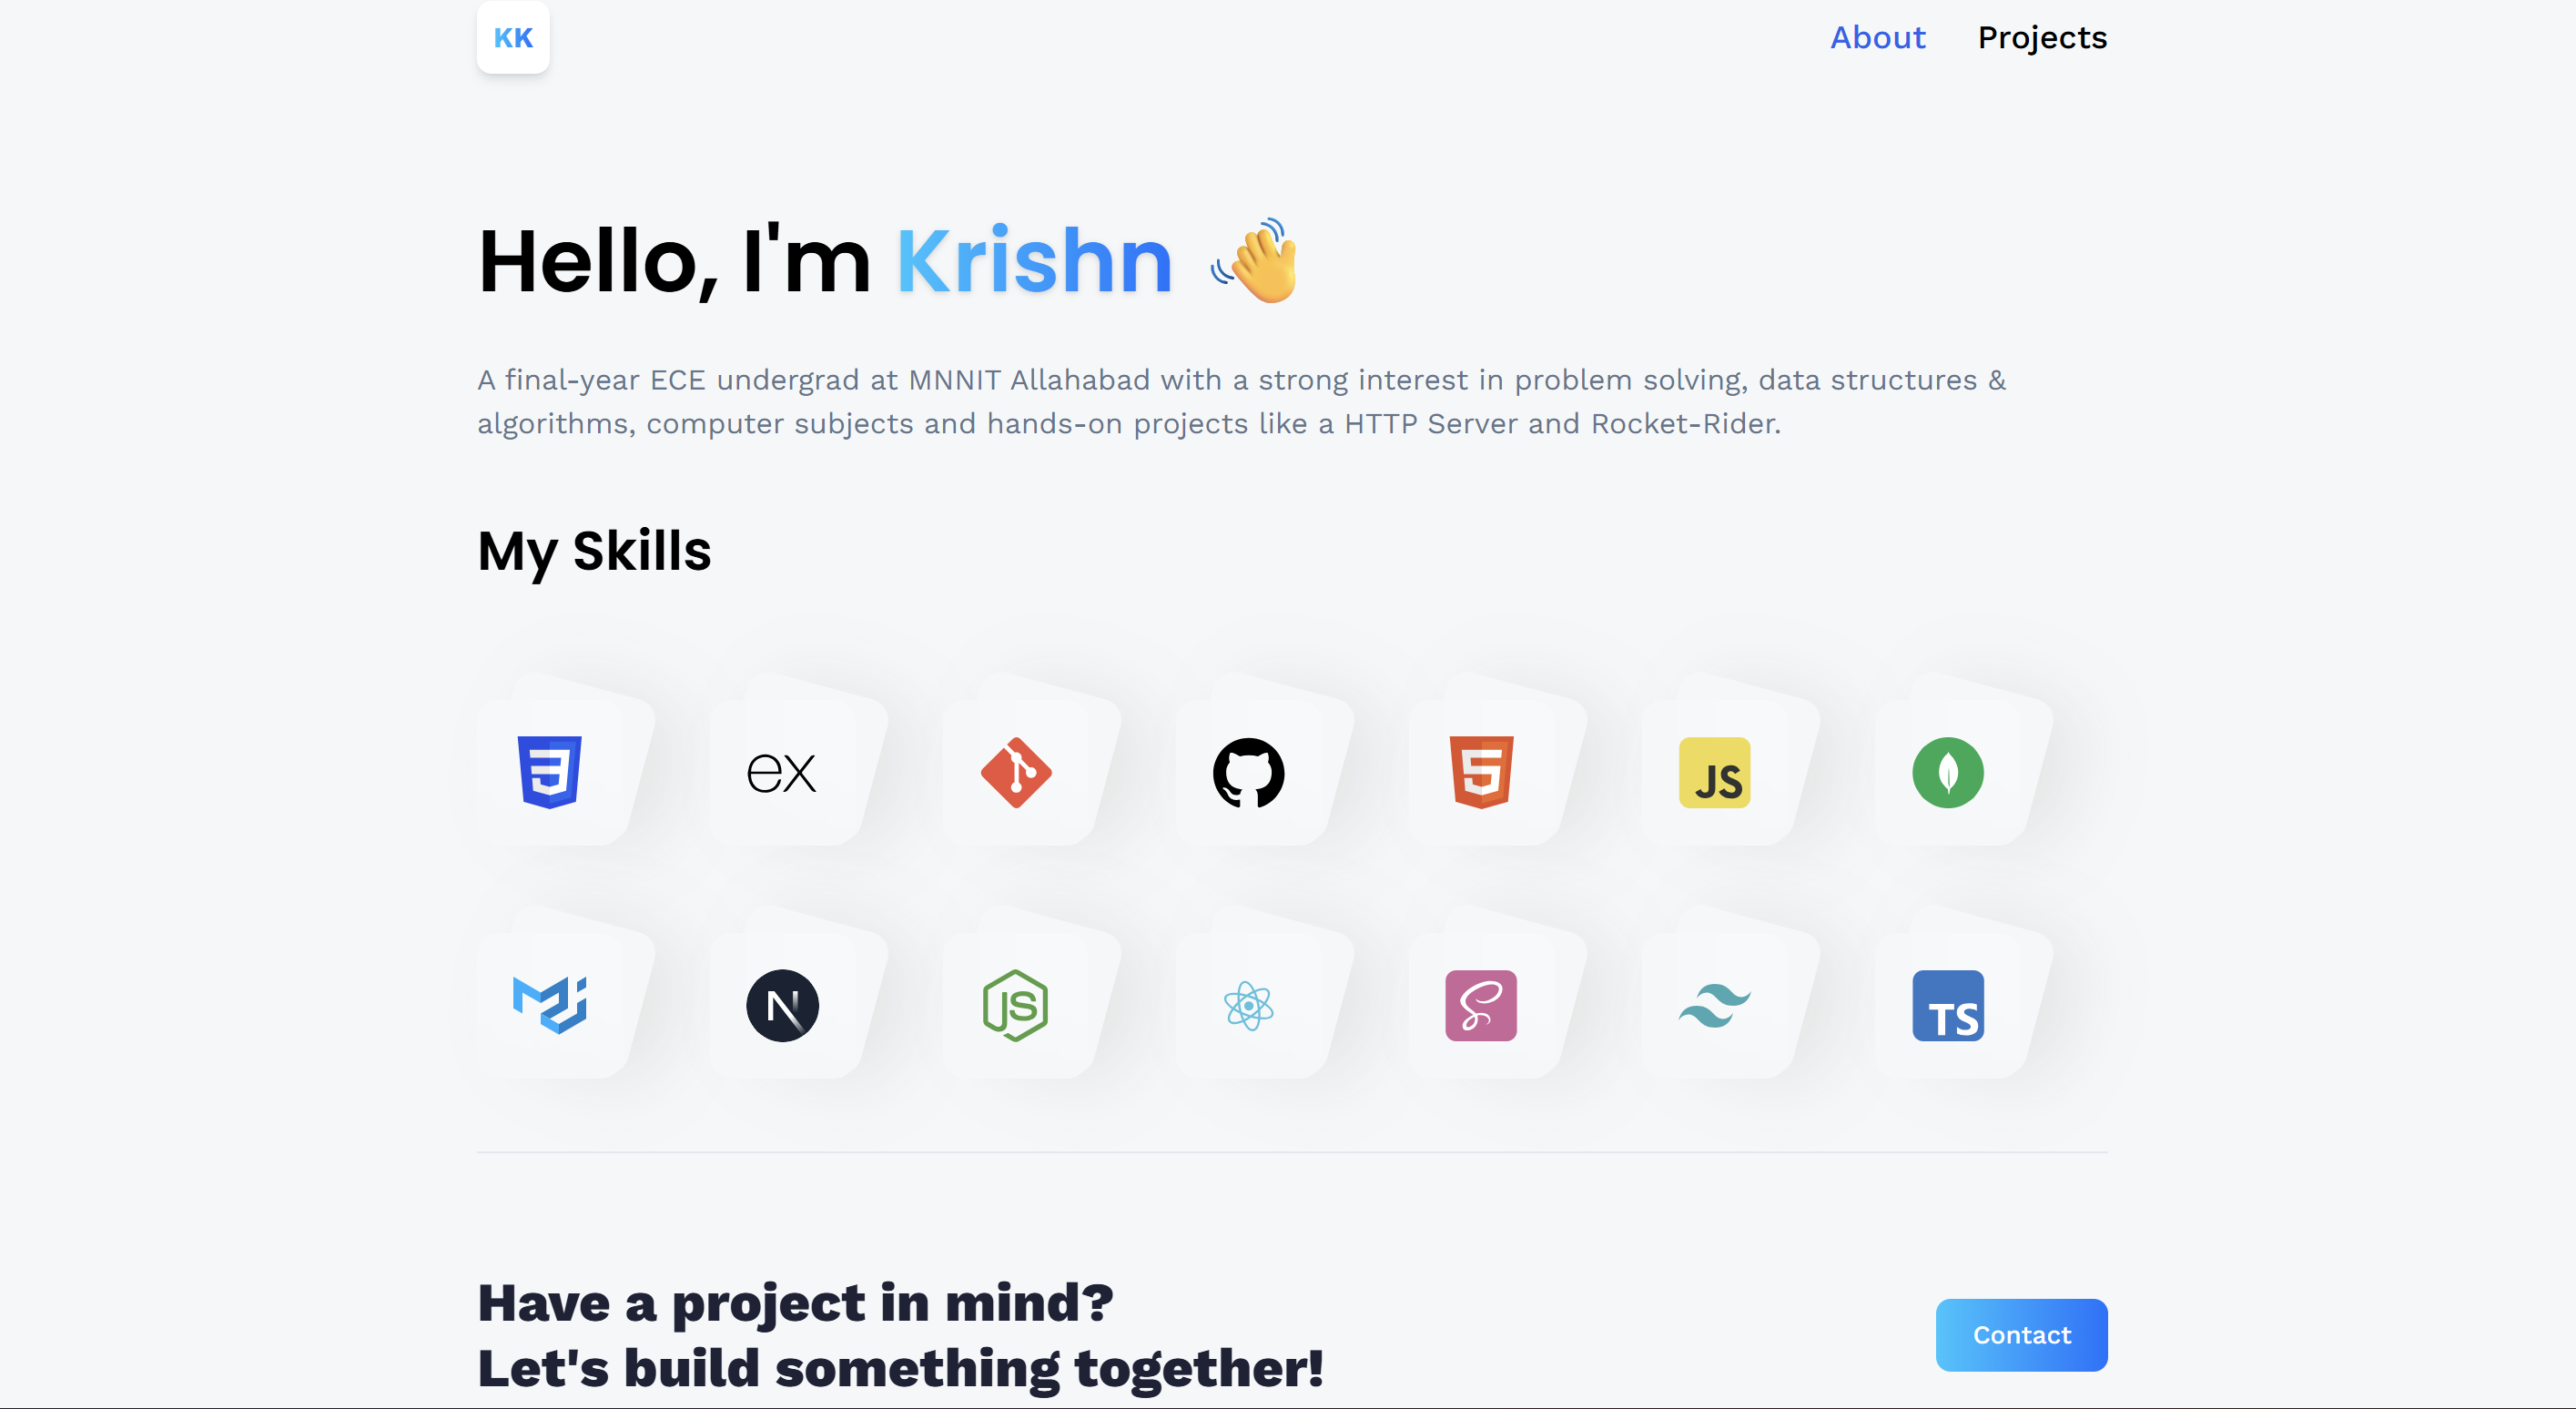 KK
About Projects
Hello, I'm Krishn
A final-year ECE undergrad at MNNIT Allahabad with a strong interest in problem solving, data structures &
algorithms, computer subjects and hands-on projects like a HTTP Server and Rocket-Rider.
My Skills
ex
JS
N
JS
TS
Have a project in mind?
Let's build something together!
Contact